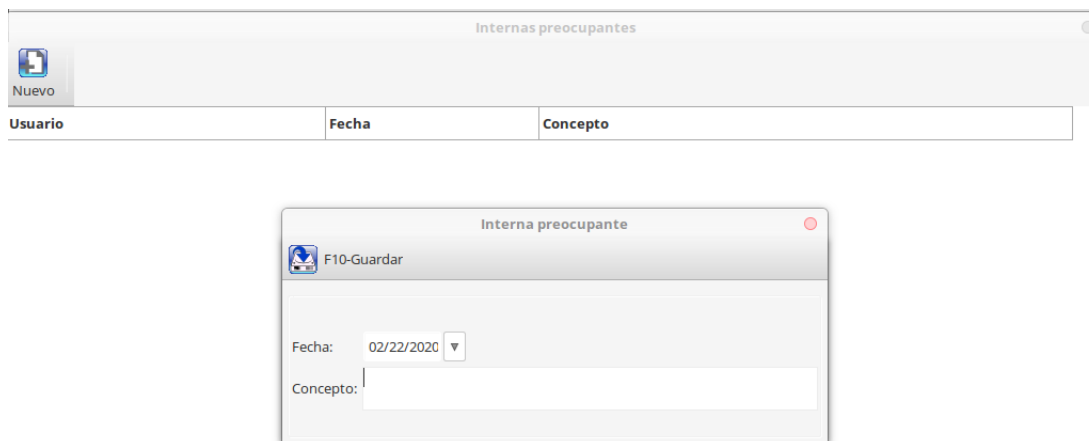 Internas preocupantes
Nuevo
Usuario Fecha Concepto
Interna preocupante
F10-Guardar
Fecha: 02/22/2020
Concepto: